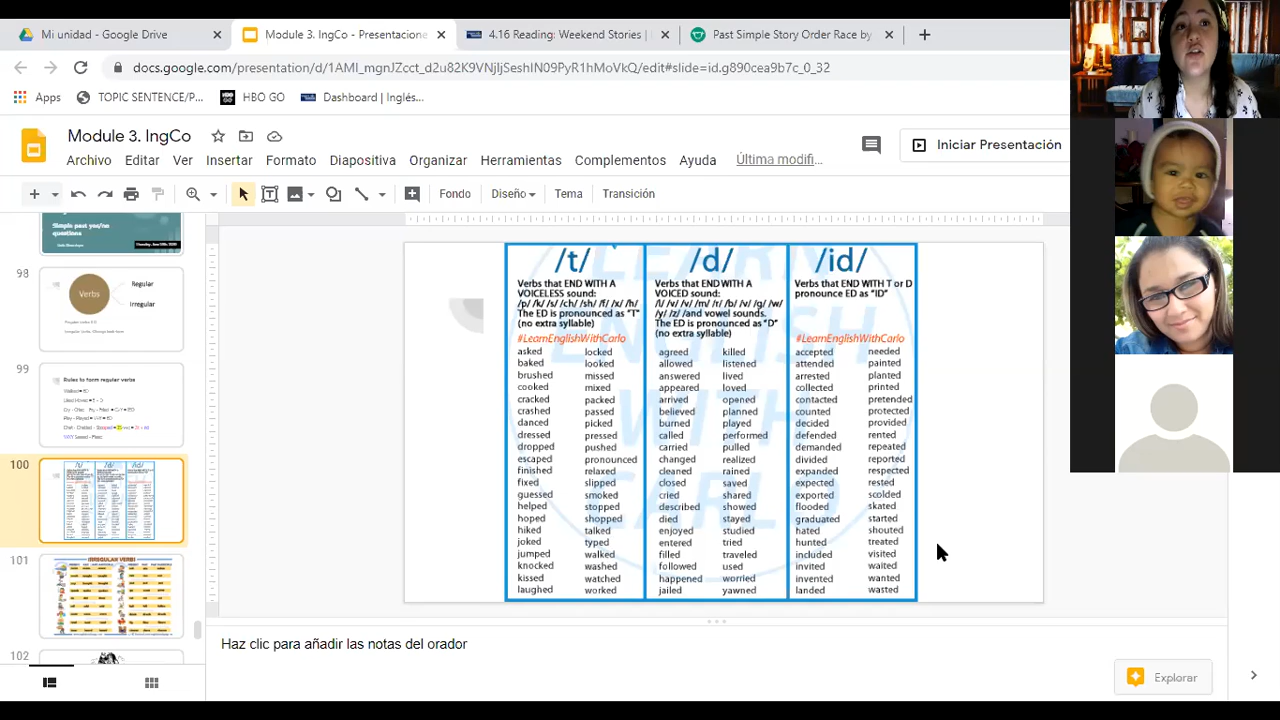 Mi unidad - Google Drive
Module 3. IngCo - Presentacione
4.16 Reading: Weekend Stories |
Past Simple Story Order Race by
Apps
TOPIC SENTENCE/P...
HBO GO
Dashboard | Inglés...
Module 3. IngCo
Archivo Editar Ver Insertar Formato Diapositiva Organizar Herramientas Complementos Ayuda Última modifi...
Iniciar Presentación
Fondo Diseño Tema Transición
Simple past yes/no
questions
98
Verbs
Regular
Irregular
99
Rules to form regular verbs
100
101
IRREGULAR VERBS
102
/t/
Verbs that END WITH A
VOICELESS sound:
/p/ /k/ /s/ /ch/ /sh/ /f/ /x/ /h/
The ED is pronounced as "T"
(no extra syllable)
#LearnEnglishWithCarlo
asked locked
baked looked
brushed missed
cooked mixed
cracked packed
crashed passed
danced picked
dressed pressed
dropped pushed
escaped pronounced
finished relaxed
fixed slipped
guessed smoked
helped stopped
hoped shopped
hiked talked
joked typed
jumped walked
knocked washed
kissed watched
laughed worked
/d/
Verbs that END WITH A
VOICED sound:
/l/ /v/ /n/ /m/ /r/ /b/ /v/ /g/ /w/
/y/ /z/ /and vowel sounds.
The ED is pronounced as "D"
(no extra syllable)
agreed killed
allowed listened
answered lived
appeared loved
arrived opened
believed planned
burned played
called performed
carried pulled
changed realized
cleaned rained
closed saved
cried shared
described showed
died stayed
enjoyed studied
entered tried
filled traveled
followed used
happened worried
jailed yawned
/id/
Verbs that END WITH T or D
pronounce ED as "ID"
#LearnEnglishWithCarlo
accepted needed
attended painted
arrested planted
collected printed
contacted pretended
counted protected
decided provided
defended rented
demanded repeated
divided reported
expanded respected
expected rested
exported scolded
flooded skated
graduated started
hated shouted
hunted treated
included visited
invited waited
invented wanted
landed wasted
Haz clic para añadir las notas del orador
Explorar